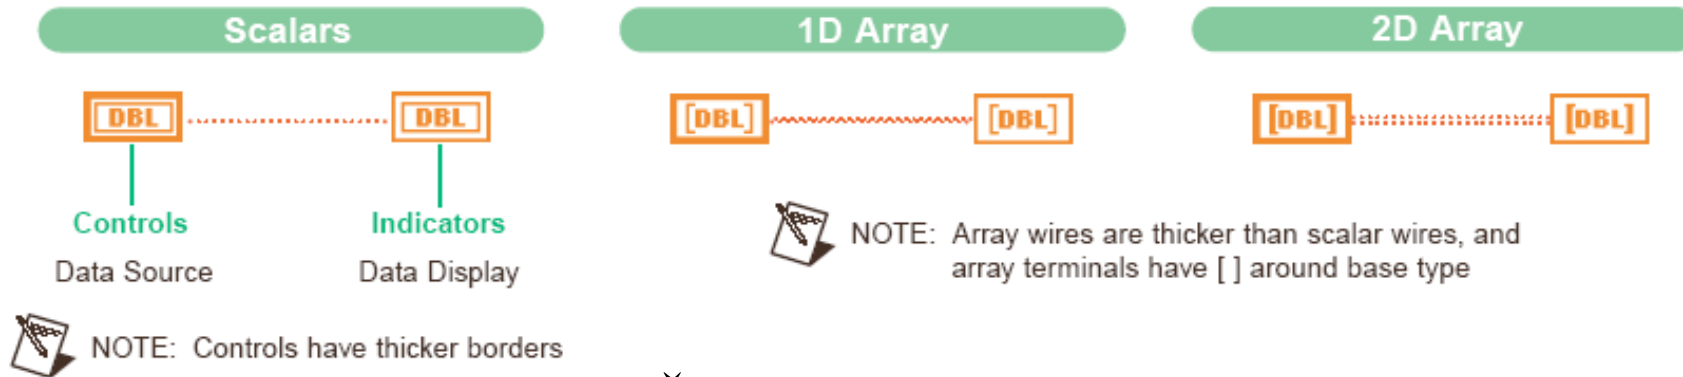 Scalars
1D Array
2D Array
DBL
DBL
[DBL]
[DBL]
[DBL]
[DBL]
Controls
Indicators
Data Source
Data Display
NOTE: Array wires are thicker than scalar wires, and
array terminals have [ ] around base type
NOTE: Controls have thicker borders